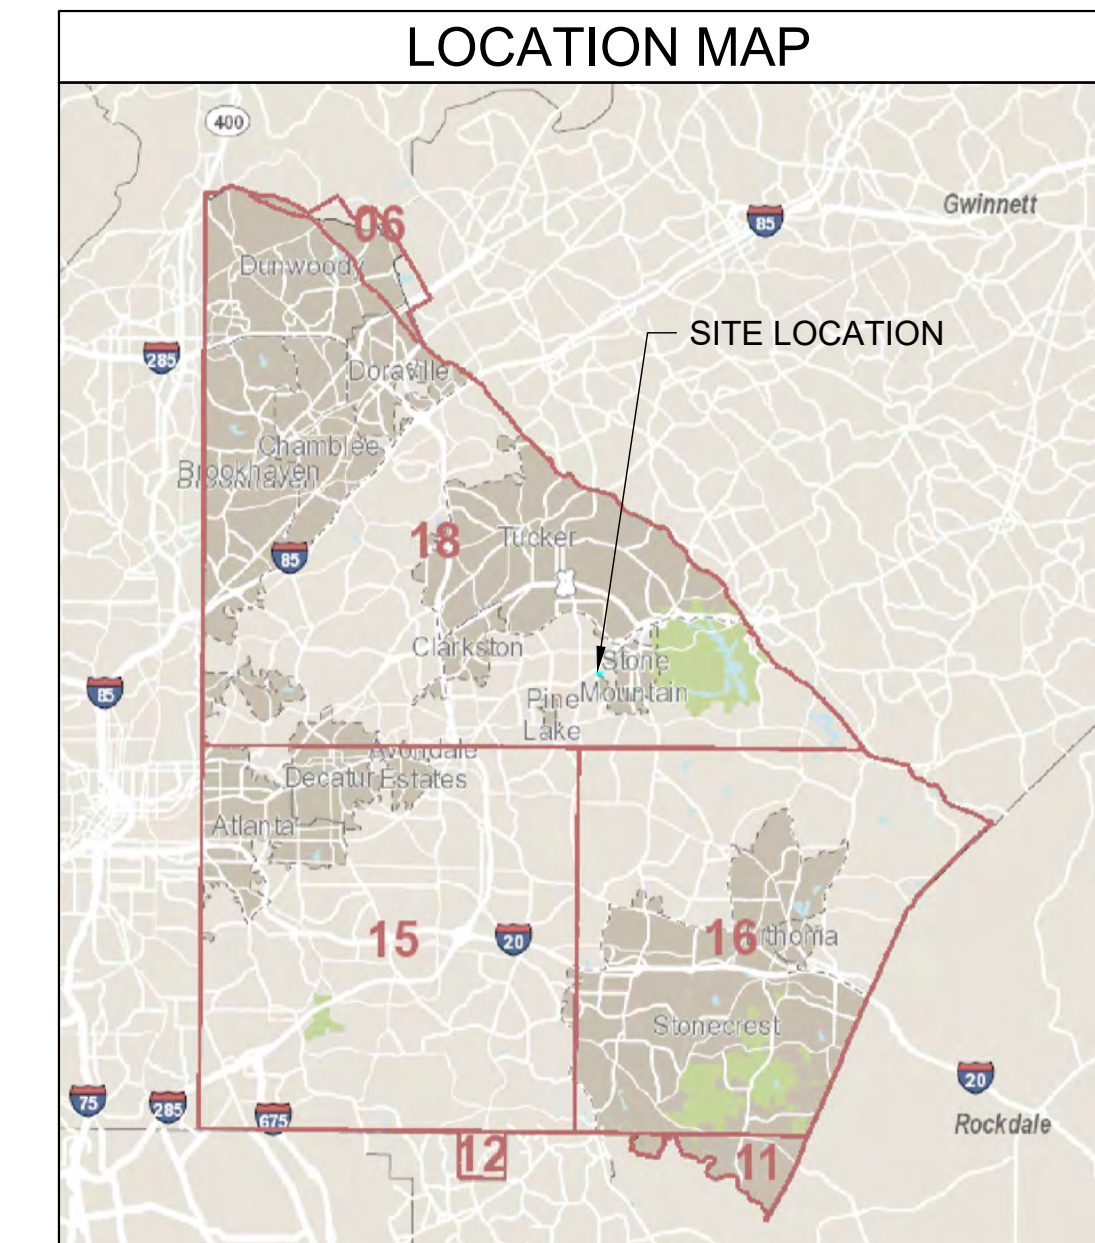 LOCATION MAP
400
06
Gwinnett
85
Dunwoody
SITE LOCATION
285
Doraville
Chamblee
Brookhaven
Brookhaven
18
Tucker
85
Clarkston
Stone
Mountain
85
Pine
Lake
Avondale
Estates
Decatur
Atlanta
15
20
16
Stonecrest
20
75
285
675
Rockdale
12
11